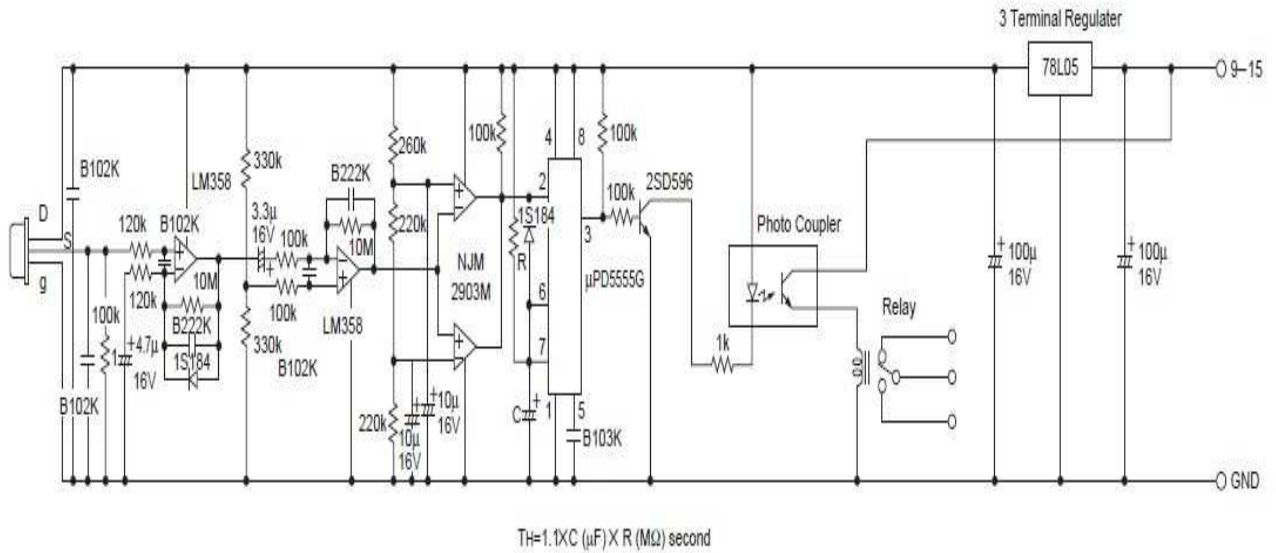 3 Terminal Regulater
78L05
9–15
B102K
LM358
330k
260k
100k
4
8
100k
B222K
2
2SD596
D
S
g
120k
B102K
3.3μ
16V
100k
10M
220k
1S184
100k
3
Photo Coupler
120k
10M
NJM
2903M
R
μPD5555G
100μ
16V
100μ
16V
100k
B222K
100k
LM358
6
Relay
1
4.7μ
16V
1S184
330k
B102K
7
1k
B102K
220k
10μ
16V
10μ
16V
C
1
5
B103K
GND
TH=1.1XC (μF) X R (MΩ) second